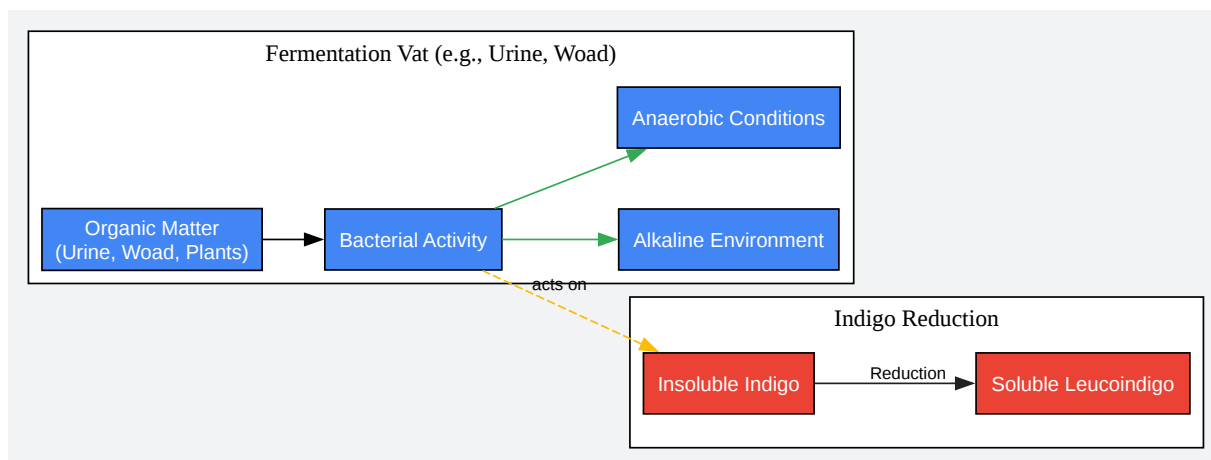 Fermentation Vat (e.g., Urine, Woad)
Anaerobic Conditions
Organic Matter
(Urine, Woad, Plants)
Bacterial Activity
Alkaline Environment
acts on
Indigo Reduction
Insoluble Indigo
Reduction
Soluble Leucoindigo